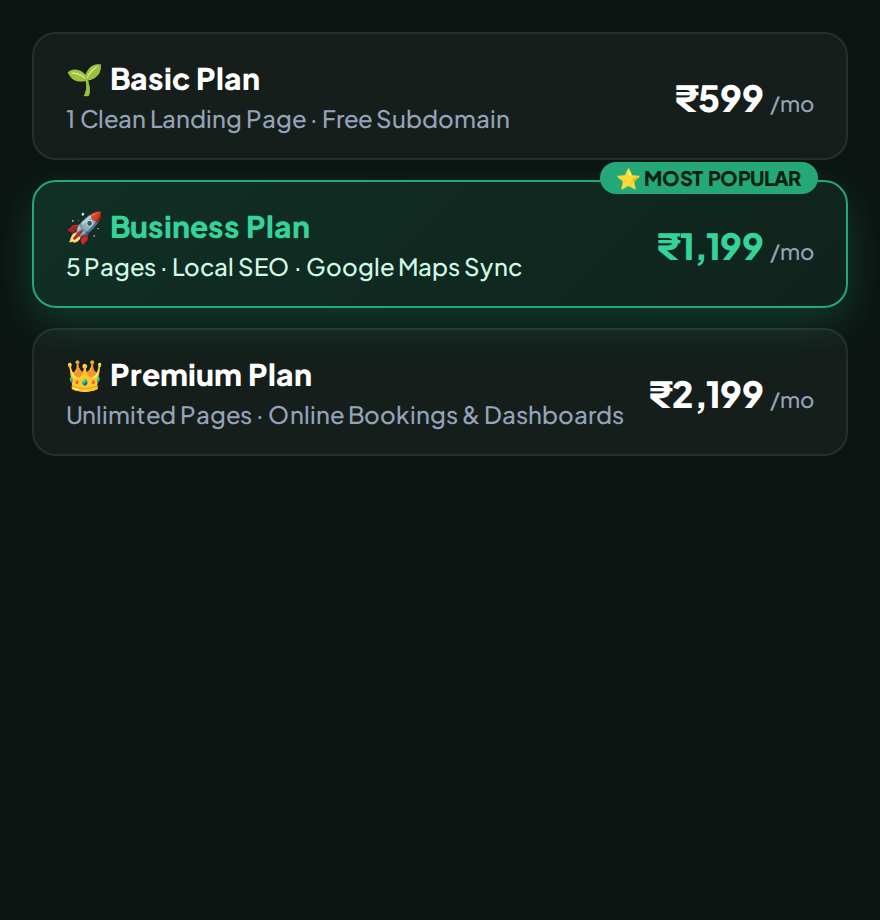 🌱 Basic Plan
1 Clean Landing Page · Free Subdomain
₹599 /mo
⭐ MOST POPULAR
🚀 Business Plan
5 Pages · Local SEO · Google Maps Sync
₹1,199 /mo
👑 Premium Plan
Unlimited Pages · Online Bookings & Dashboards
₹2,199 /mo